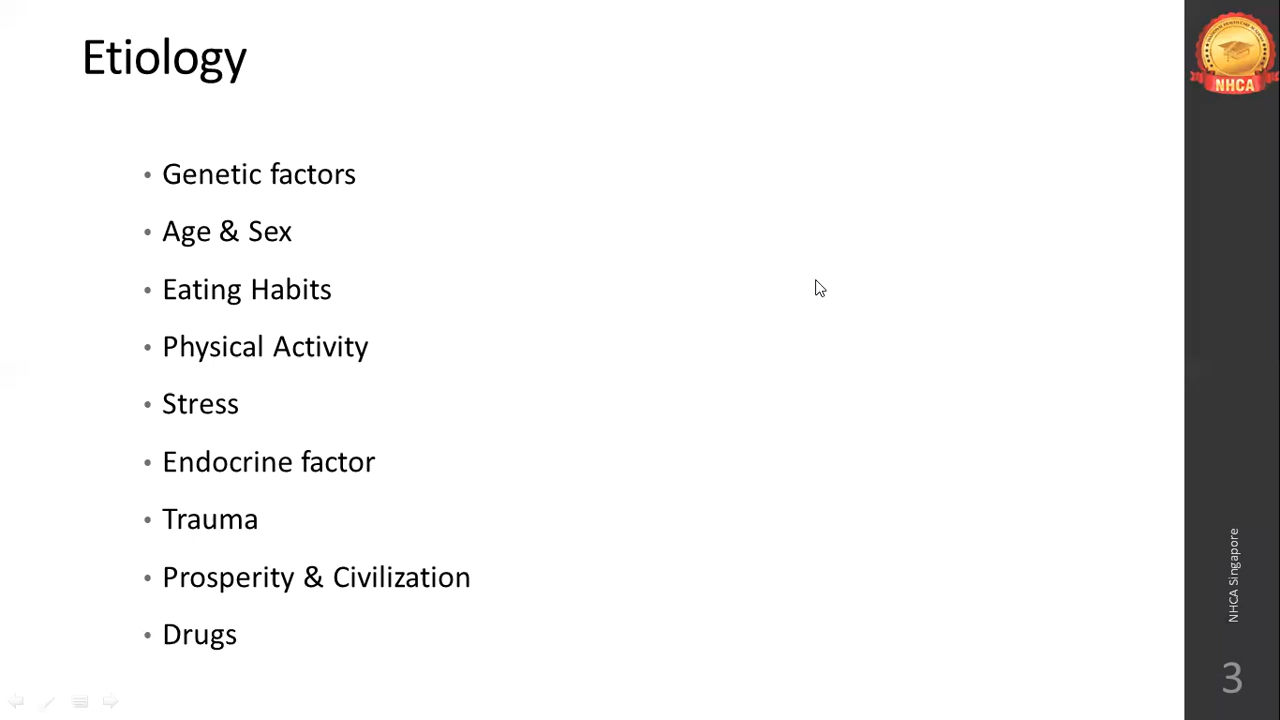 Etiology
Genetic factors
Age & Sex
Eating Habits
Physical Activity
Stress
Endocrine factor
Trauma
Prosperity & Civilization
Drugs
NHCA
NHCA Singapore
3